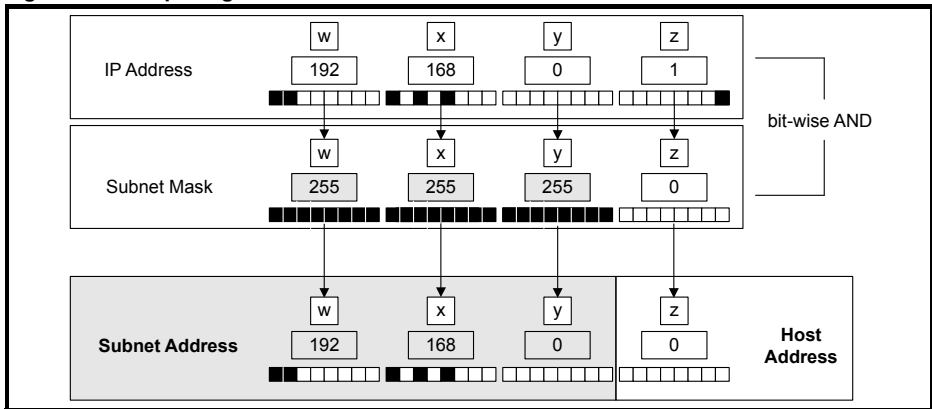 w x y z
IP Address 192 168 0 1
bit-wise AND
w x y z
Subnet Mask 255 255 255 0
w x y z
Subnet Address 192 168 0 0 Host
Address